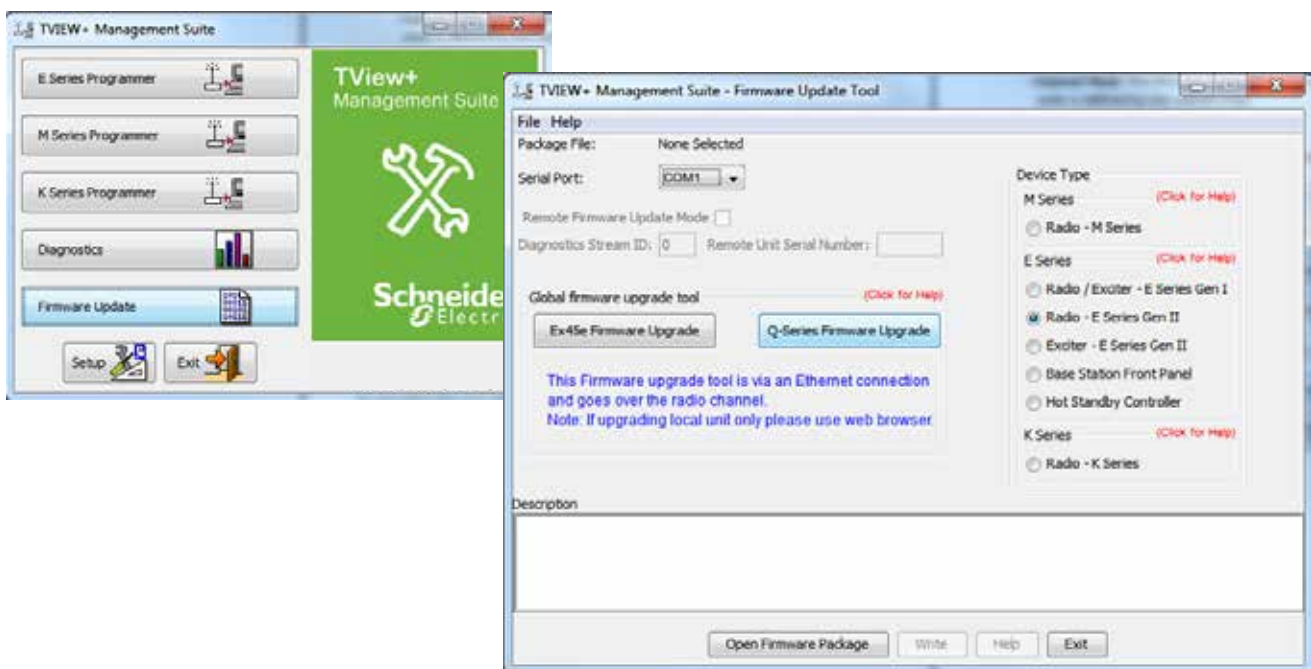 TVIEW+ Management Suite
E Series Programmer
M Series Programmer
K Series Programmer
Diagnostics
Firmware Update
Setup
Exit
TView+
Management Suite
Schneide
Electr
TVIEW+ Management Suite - Firmware Update Tool
File Help
Package File: None Selected
Serial Port: COM1
Remote Firmware Update Mode
Diagnostics Stream ID: 0 Remote Unit Serial Number:
Global firmware upgrade tool (Click for Help)
Ex45e Firmware Upgrade Q-Series Firmware Upgrade
This Firmware upgrade tool is via an Ethernet connection
and goes over the radio channel.
Note: If upgrading local unit only please use web browser
Device Type
M Series (Click for Help)
Radio - M Series
E Series (Click for Help)
Radio / Exciter - E Series Gen I
Radio - E Series Gen II
Exciter - E Series Gen II
Base Station Front Panel
Hot Standby Controller
K Series (Click for Help)
Radio - K Series
Description
Open Firmware Package Write Help Exit